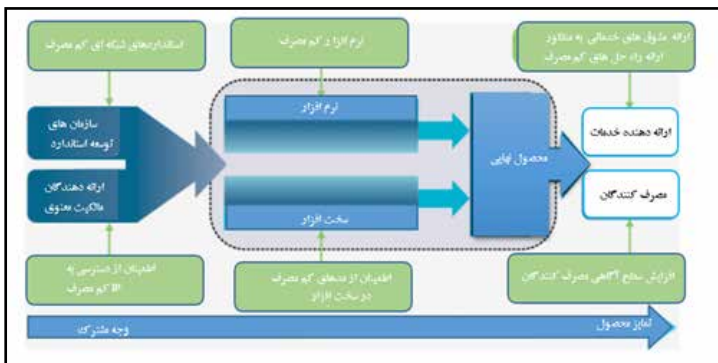 ارائه مشوق های خدماتی به منظور
ارائه راه حل های کم مصرف
نرم افزار کم مصرف
استانداردهای شبکه ای کم مصرف
ارائه دهنده خدمات
مصرف کنندگان
محصول نهایی
نرم افزار
سخت افزار
سازمان های
توسعه استاندارد
ارائه دهندگان
مالکیت معنوی
افزایش سطح آگاهی مصرف کنندگان
اطمینان از مدهای کم مصرف
در سخت افزار
اطمینان از دسترسی به
IP کم مصرف
تمایز محصول
وجه مشترک